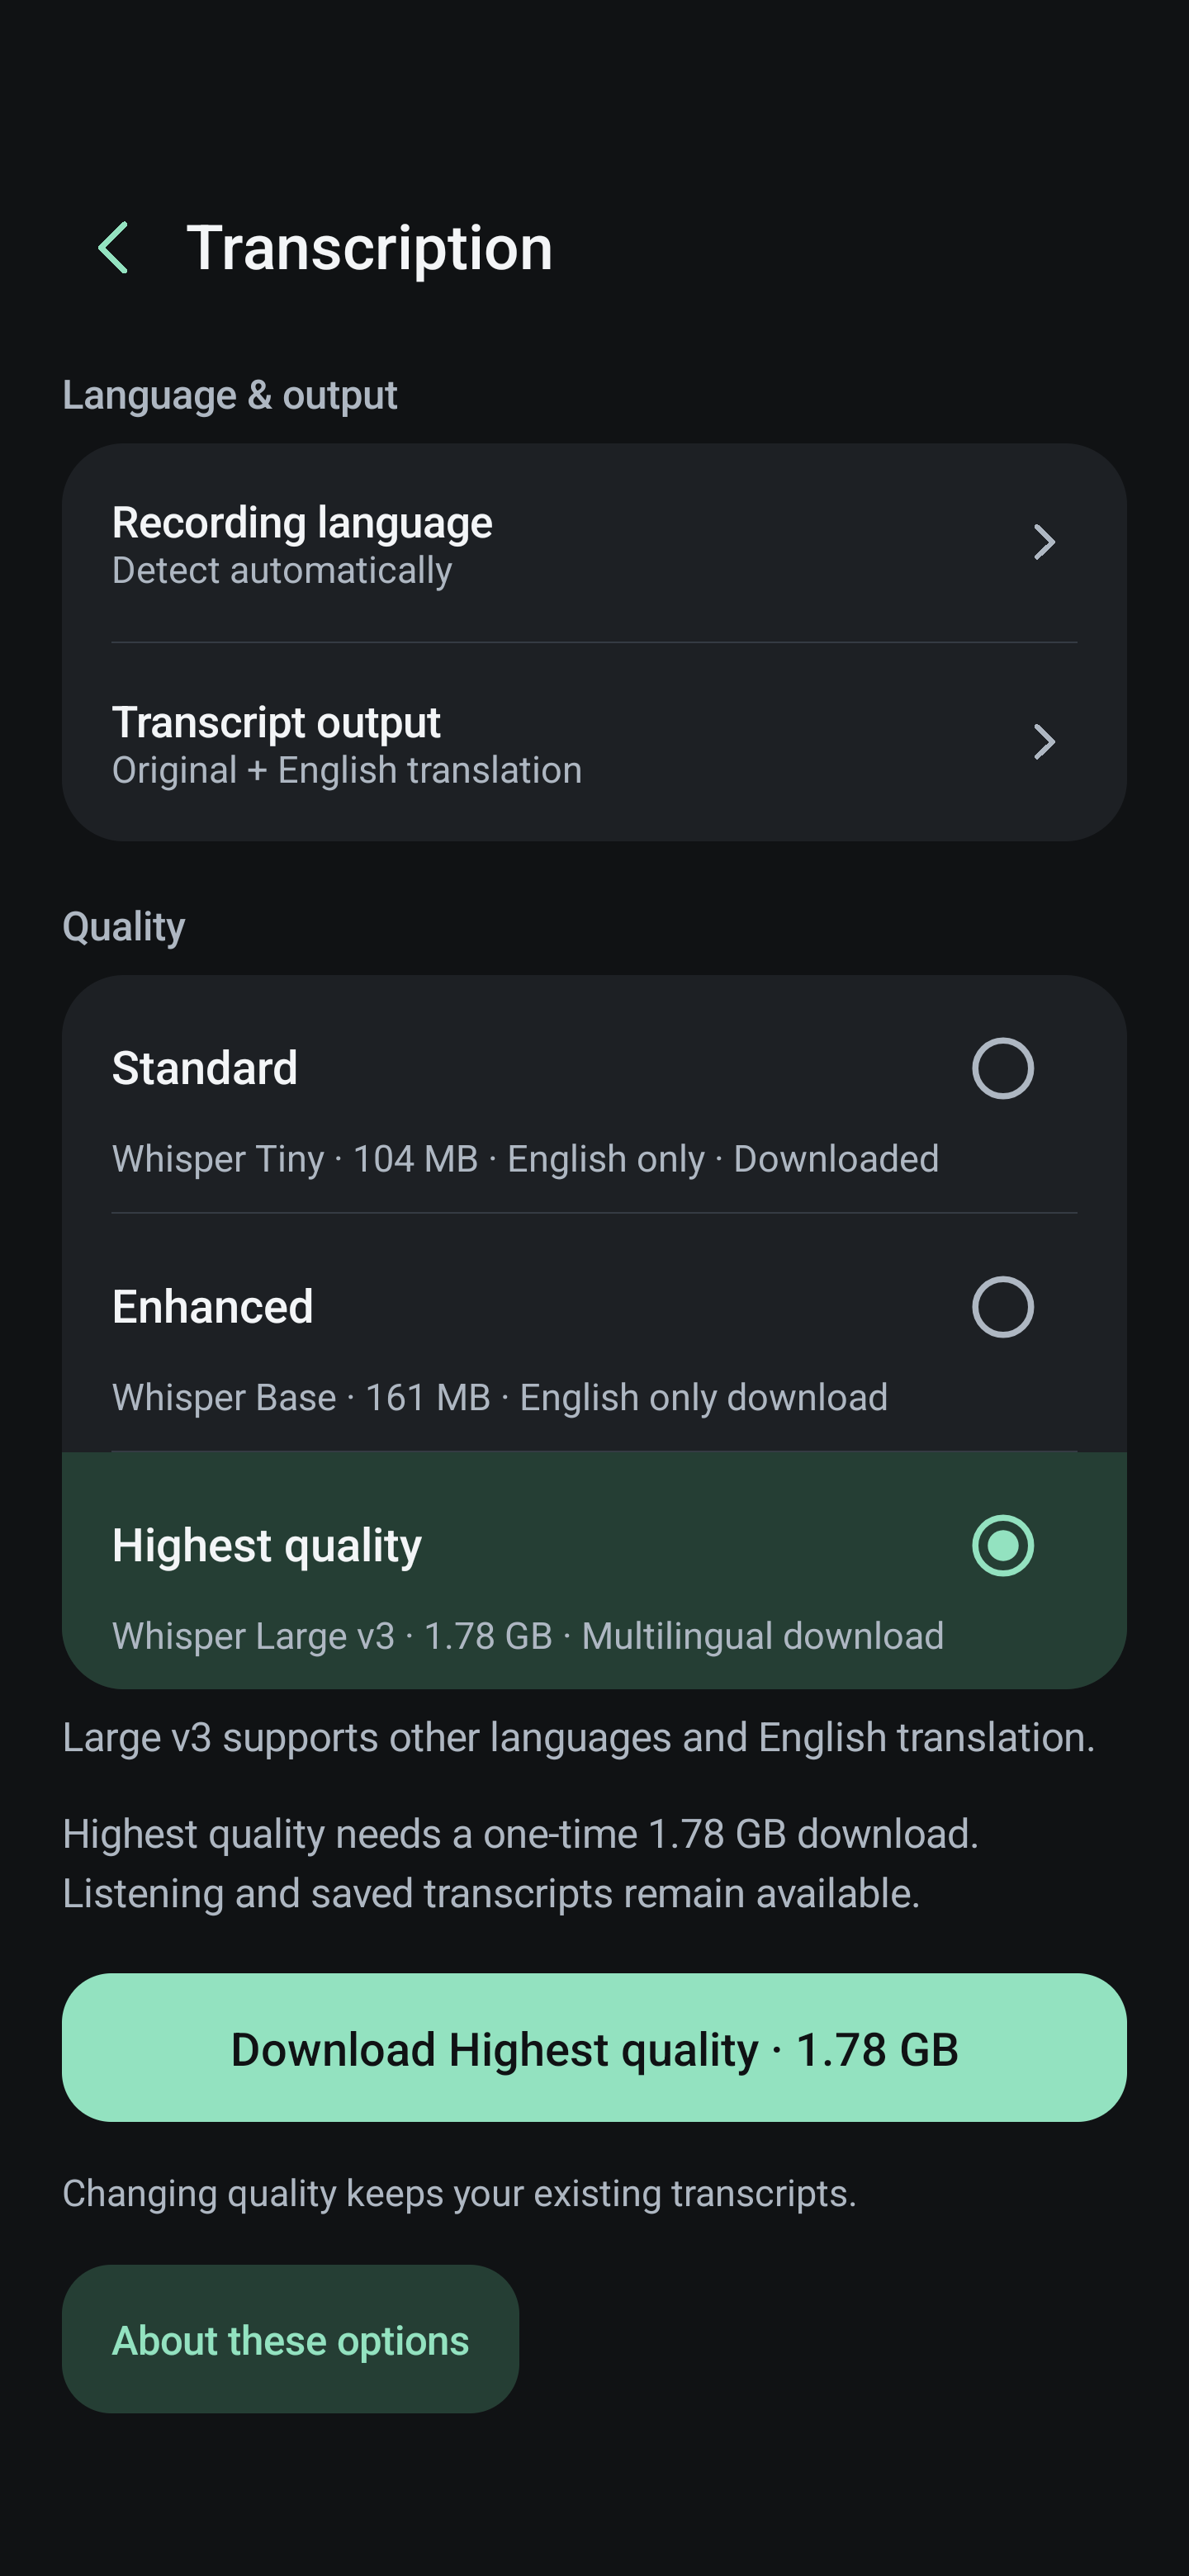 Transcription
Language & output
Recording language
Detect automatically
Transcript output
Original + English translation
Quality
Standard
Whisper Tiny · 104 MB · English only · Downloaded
Enhanced
Whisper Base · 161 MB · English only download
Highest quality
Whisper Large v3 · 1.78 GB · Multilingual download
Large v3 supports other languages and English translation.
Highest quality needs a one-time 1.78 GB download.
Listening and saved transcripts remain available.
Download Highest quality · 1.78 GB
Changing quality keeps your existing transcripts.
About these options